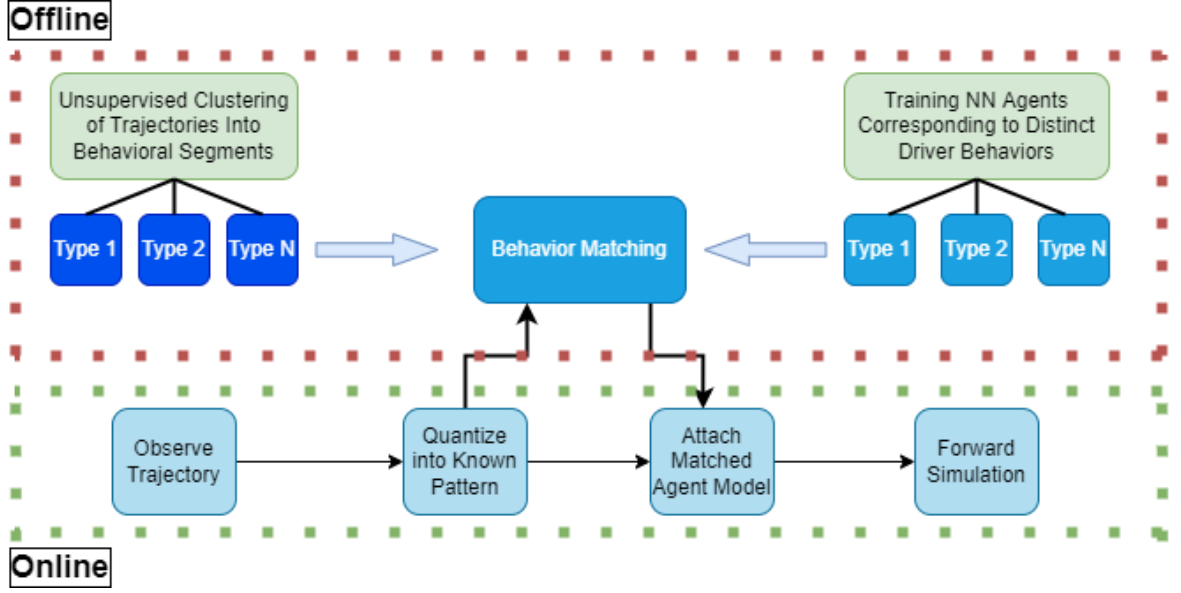 Offline
Unsupervised Clustering
of Trajectories Into
Behavioral Segments
Type 1
Type 2
Type N
Behavior Matching
Training NN Agents
Corresponding to Distinct
Driver Behaviors
Type 1
Type 2
Type N
Observe
Trajectory
Quantize
into Known
Pattern
Attach
Matched
Agent Model
Forward
Simulation
Online